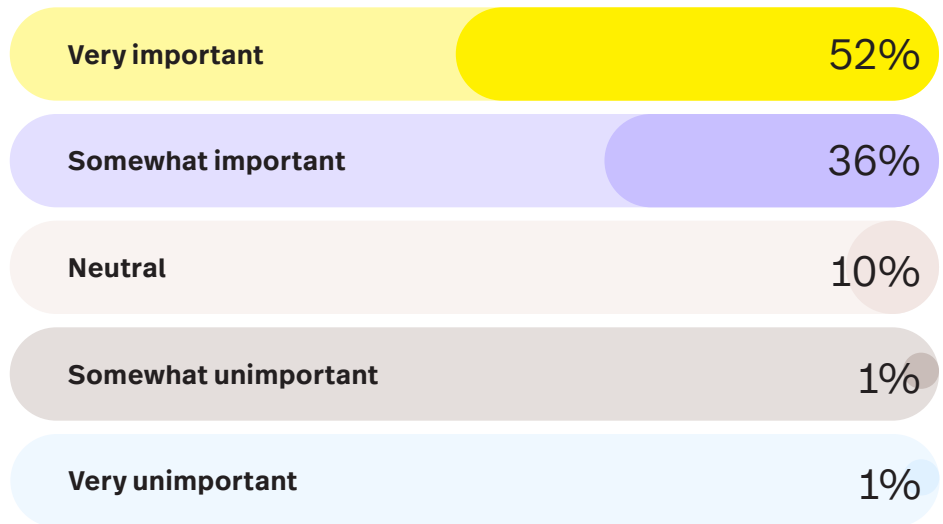 Very important 52%
Somewhat important 36%
Neutral 10%
Somewhat unimportant 1%
Very unimportant 1%